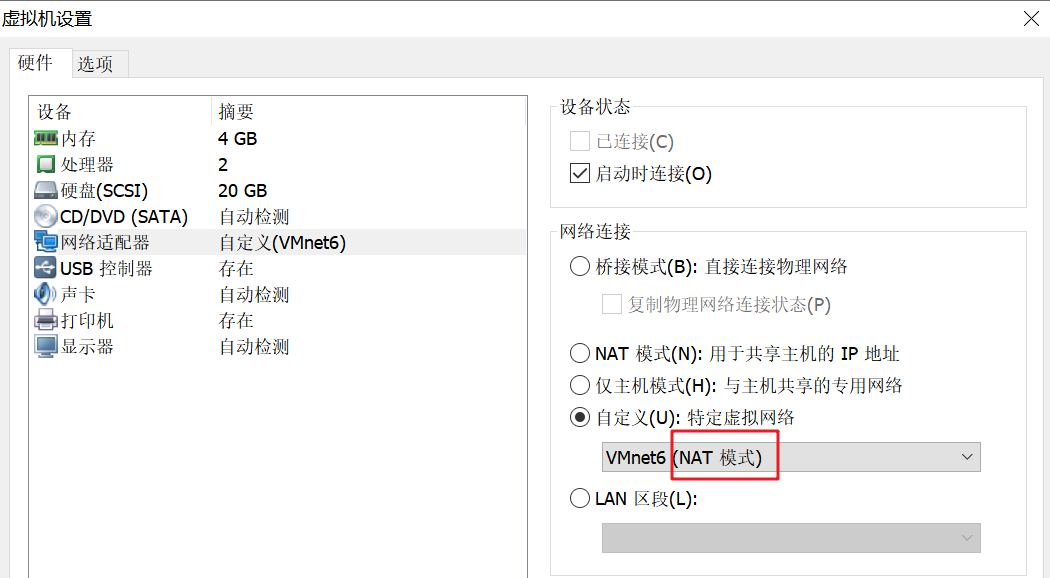 虚拟机设置
硬件 选项
设备 摘要
内存 4 GB
处理器 2
硬盘(SCSI) 20 GB
CD/DVD (SATA) 自动检测
网络适配器 自定义(VMnet6)
USB 控制器 存在
声卡 自动检测
打印机 存在
显示器 自动检测
设备状态
已连接(C)
启动时连接(O)
网络连接
桥接模式(B): 直接连接物理网络
复制物理网络连接状态(P)
NAT 模式(N): 用于共享主机的 IP 地址
仅主机模式(H): 与主机共享的专用网络
自定义(U): 特定虚拟网络
VMnet6 (NAT 模式)
LAN 区段(L):